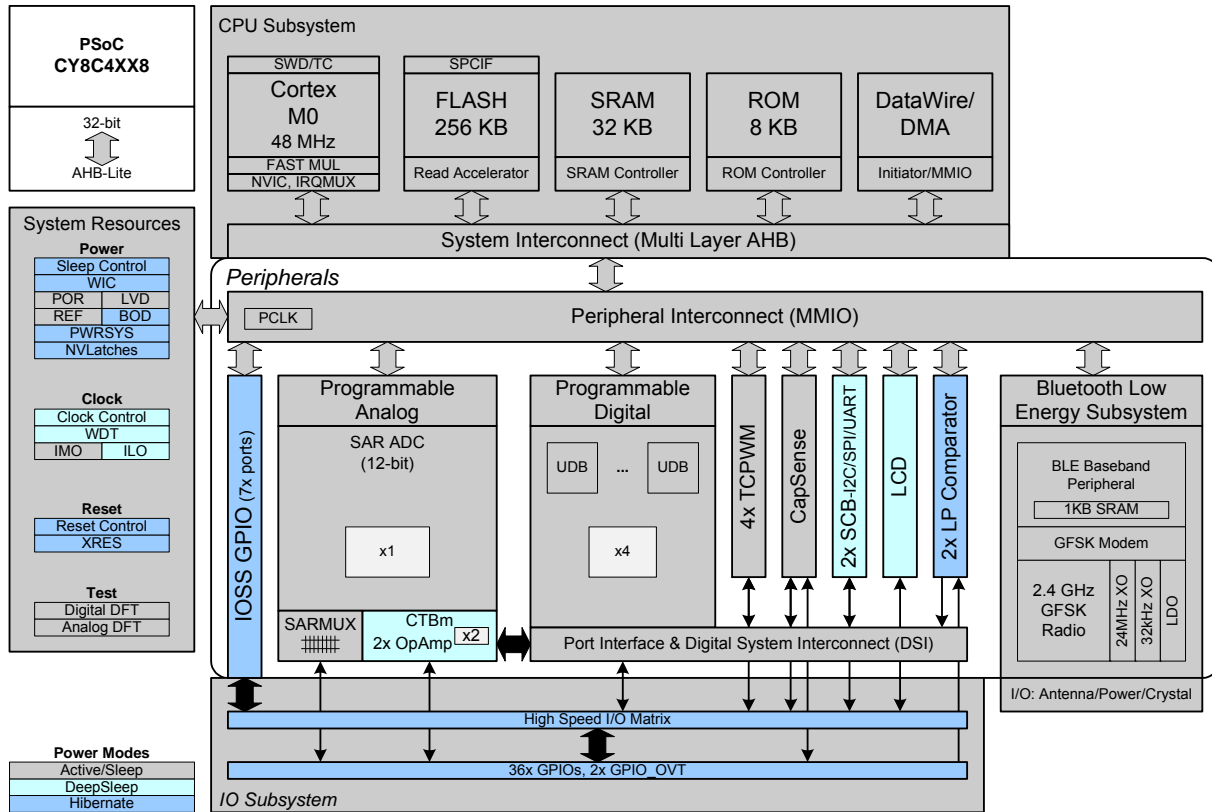 PSoC
CY8C4XX8
32-bit
AHB-Lite
CPU Subsystem
SWD/TC
Cortex
M0
48 MHz
FAST MUL
NVIC, IRQMUX
SPCIF
FLASH
256 KB
Read Accelerator
SRAM
32 KB
SRAM Controller
ROM
8 KB
ROM Controller
DataWire/
DMA
Initiator/MMIO
System Interconnect (Multi Layer AHB)
System Resources
Power
Sleep Control
WIC
POR LVD
REF BOD
PWRSYS
NVLatches
Clock
Clock Control
WDT
IMO ILO
Reset
Reset Control
XRES
Test
Digital DFT
Analog DFT
Peripherals
PCLK
Peripheral Interconnect (MMIO)
IOSS GPIO (7x ports)
Programmable
Analog
SAR ADC
(12-bit)
x1
SARMUX
CTBm
2x OpAmp
x2
Programmable
Digital
UDB ... UDB
x4
4x TCPWM
CapSense
2x SCB-I2C/SPI/UART
LCD
2x LP Comparator
Port Interface & Digital System Interconnect (DSI)
Bluetooth Low
Energy Subsystem
BLE Baseband
Peripheral
1KB SRAM
GFSK Modem
2.4 GHz
GFSK
Radio
24MHz XO
32kHz XO
LDO
I/O: Antenna/Power/Crystal
High Speed I/O Matrix
36x GPIOs, 2x GPIO_OVT
IO Subsystem
Power Modes
Active/Sleep
DeepSleep
Hibernate